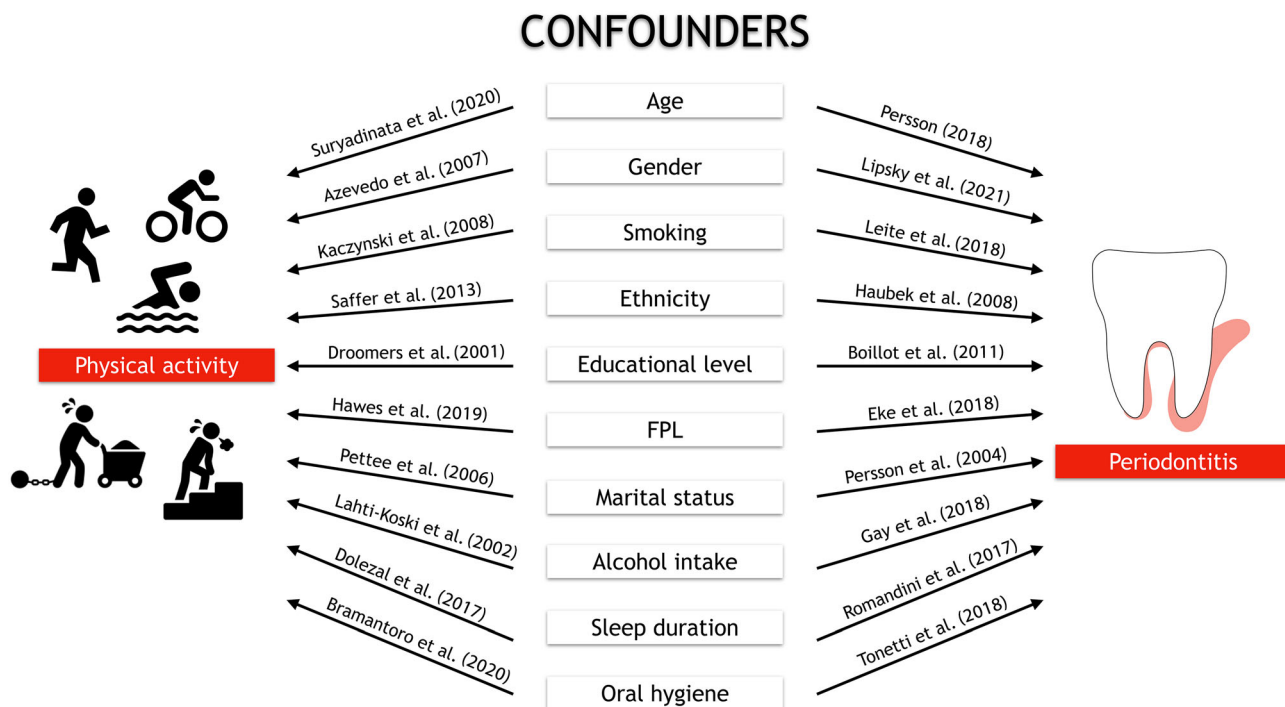 CONFOUNDERS
Suryadinata et al. (2020)
Age
Persson (2018)
Azevedo et al. (2007)
Gender
Lipsky et al. (2021)
Kaczynski et al. (2008)
Smoking
Leite et al. (2018)
Saffer et al. (2013)
Ethnicity
Haubek et al. (2008)
Physical activity
Droomers et al. (2001)
Educational level
Boillot et al. (2011)
Hawes et al. (2019)
FPL
Eke et al. (2018)
Periodontitis
Pettee et al. (2006)
Marital status
Persson et al. (2004)
Lahti-Koski et al. (2002)
Alcohol intake
Gay et al. (2018)
Dolezal et al. (2017)
Sleep duration
Romandini et al. (2017)
Bramantoro et al. (2020)
Oral hygiene
Tonetti et al. (2018)